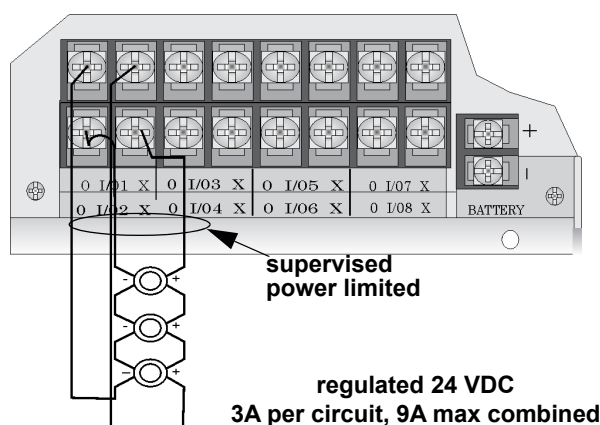 +
-
0 I/01 X 0 I/03 X 0 I/05 X 0 I/07 X
0 I/02 X 0 I/04 X 0 I/06 X 0 I/08 X
BATTERY
supervised
power limited
- +
- +
- +
regulated 24 VDC
3A per circuit, 9A max combined